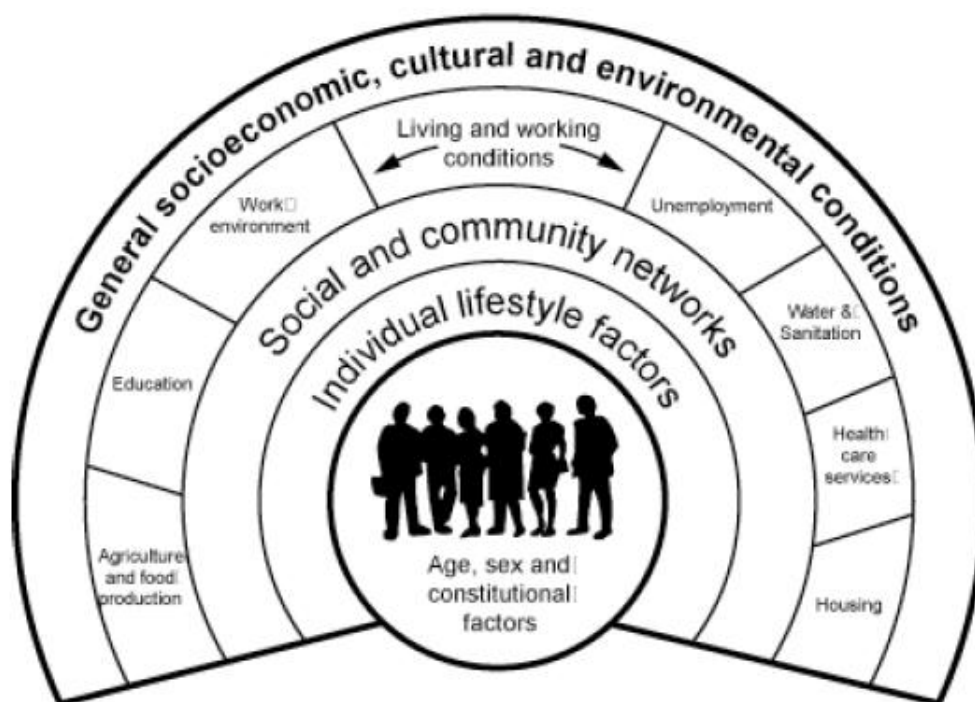 General socioeconomic, cultural and environmental conditions
Living and working
conditions
Work
environment
Unemployment
Social and community networks
Individual lifestyle factors
Water &
Sanitation
Education
Health
care
services
Agriculture
and food
production
Housing
Age, sex and
constitutional
factors